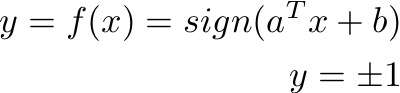 y = f(x) = sign(a^T x + b)
y = ±1